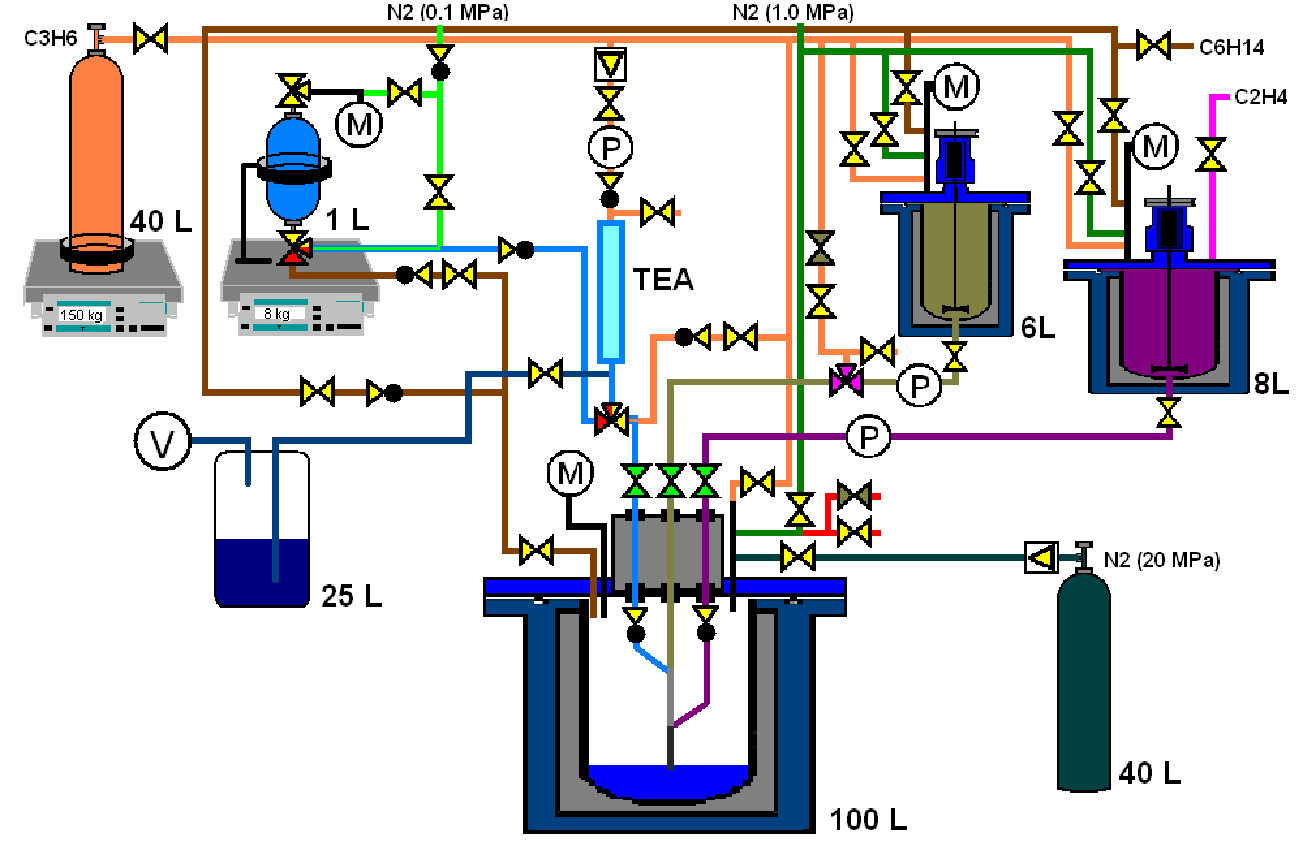 N2 (0.1 MPa)
N2 (1.0 MPa)
C3H6
C6H14
M
C2H4
M
P
M
40 L
1 L
TEA
150 kg
8 kg
6L
P
8L
V
P
M
25 L
N2 (20 MPa)
40 L
100 L